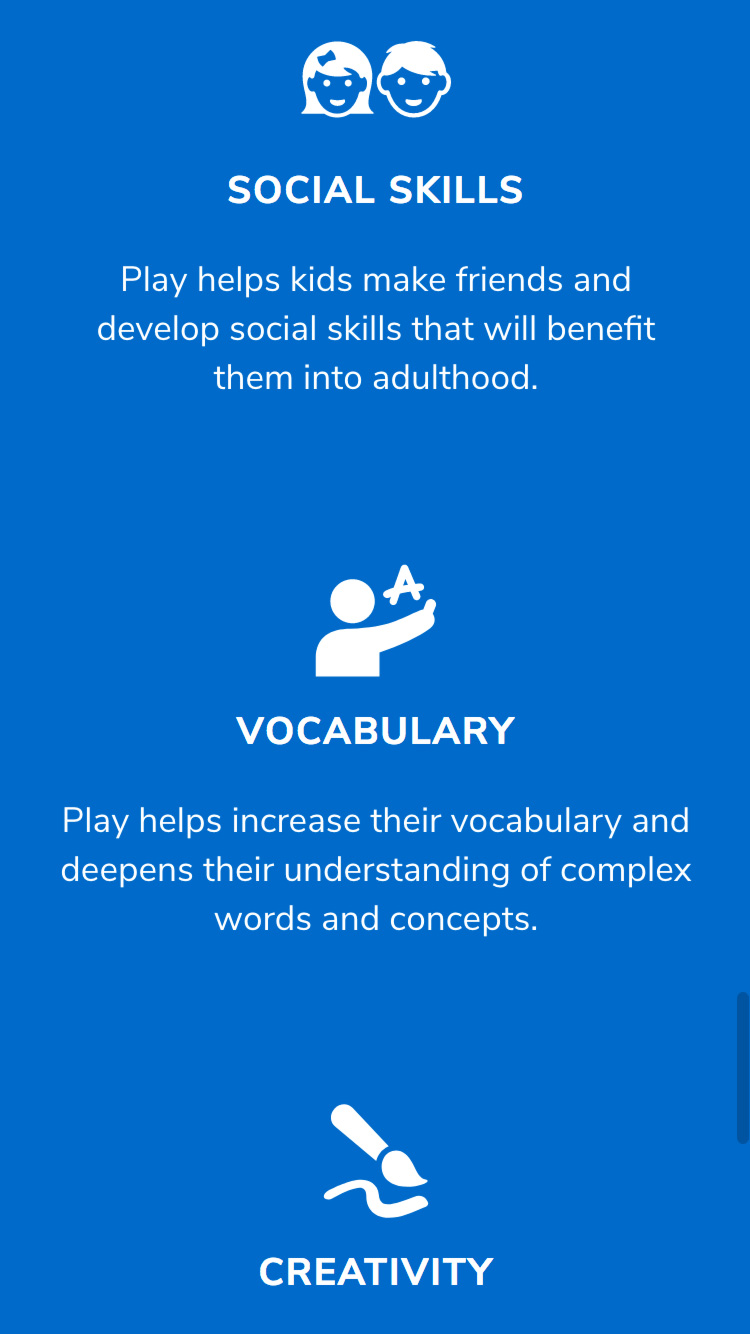 SOCIAL SKILLS
Play helps kids make friends and
develop social skills that will benefit
them into adulthood.
VOCABULARY
Play helps increase their vocabulary and
deepens their understanding of complex
words and concepts.
CREATIVITY